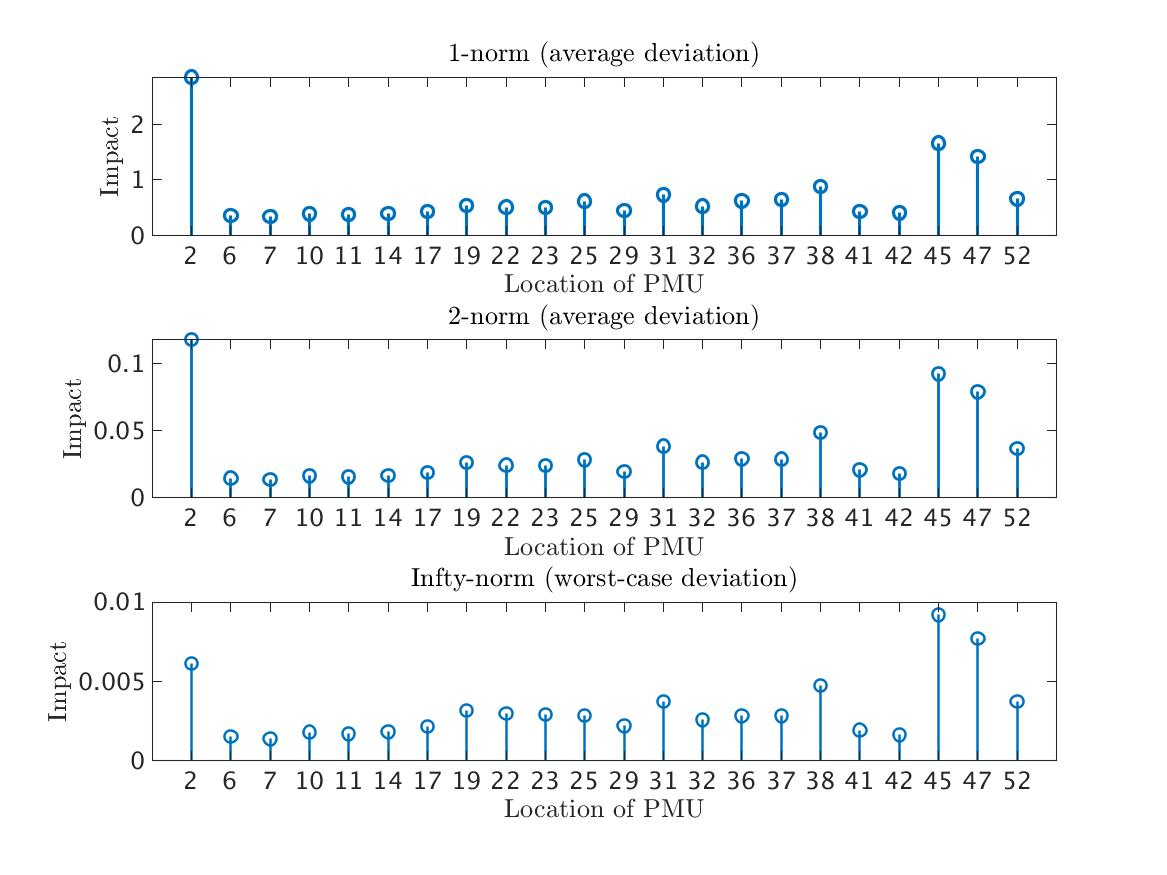 1-norm (average deviation)
2
1
0
Impact
2 6 7 10 11 14 17 19 22 23 25 29 31 32 36 37 38 41 42 45 47 52
Location of PMU
2-norm (average deviation)
0.1
0.05
0
Impact
2 6 7 10 11 14 17 19 22 23 25 29 31 32 36 37 38 41 42 45 47 52
Location of PMU
Infty-norm (worst-case deviation)
0.01
0.005
0
Impact
2 6 7 10 11 14 17 19 22 23 25 29 31 32 36 37 38 41 42 45 47 52
Location of PMU